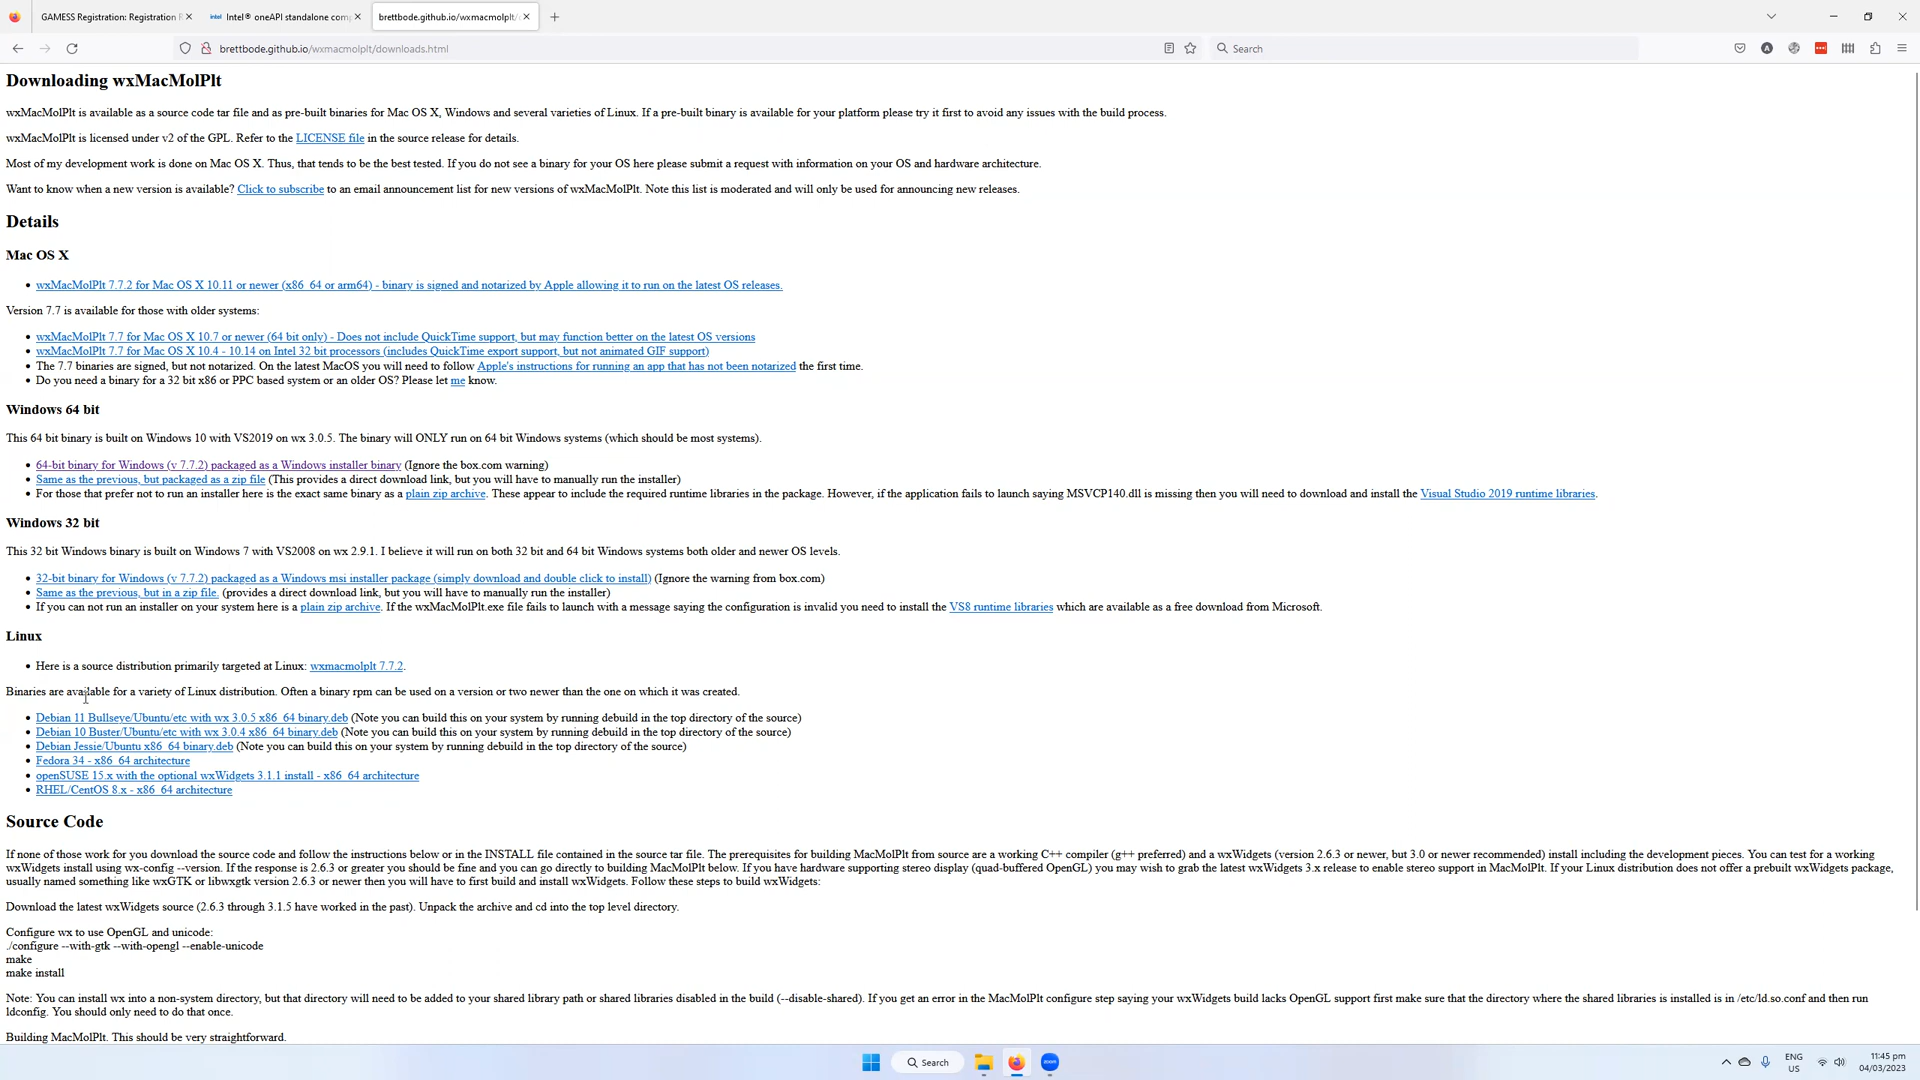 GAMESS Registration: Registration P
intel Intel® oneAPI standalone comp
brettbode.github.io/wxmacmolplt/
brettbode.github.io/wxmacmolplt/downloads.html
Search
Downloading wxMacMolPlt
wxMacMolPlt is available as a source code tar file and as pre-built binaries for Mac OS X, Windows and several varieties of Linux. If a pre-built binary is available for your platform please try it first to avoid any issues with the build process.
wxMacMolPlt is licensed under v2 of the GPL. Refer to the LICENSE file in the source release for details.
Most of my development work is done on Mac OS X. Thus, that tends to be the best tested. If you do not see a binary for your OS here please submit a request with information on your OS and hardware architecture.
Want to know when a new version is available? Click to subscribe to an email announcement list for new versions of wxMacMolPlt. Note this list is moderated and will only be used for announcing new releases.
Details
Mac OS X
• wxMacMolPlt 7.7.2 for Mac OS X 10.11 or newer (x86_64 or arm64) - binary is signed and notarized by Apple allowing it to run on the latest OS releases.
Version 7.7 is available for those with older systems:
• wxMacMolPlt 7.7 for Mac OS X 10.7 or newer (64 bit only) - Does not include QuickTime support, but may function better on the latest OS versions
• wxMacMolPlt 7.7 for Mac OS X 10.4 - 10.14 on Intel 32 bit processors (includes QuickTime export support, but not animated GIF support)
• The 7.7 binaries are signed, but not notarized. On the latest MacOS you will need to follow Apple's instructions for running an app that has not been notarized the first time.
• Do you need a binary for a 32 bit x86 or PPC based system or an older OS? Please let me know.
Windows 64 bit
This 64 bit binary is built on Windows 10 with VS2019 on wx 3.0.5. The binary will ONLY run on 64 bit Windows systems (which should be most systems).
• 64-bit binary for Windows (v 7.7.2) packaged as a Windows installer binary (Ignore the box.com warning)
• Same as the previous, but packaged as a zip file (This provides a direct download link, but you will have to manually run the installer)
• For those that prefer not to run an installer here is the exact same binary as a plain zip archive. These appear to include the required runtime libraries in the package. However, if the application fails to launch saying MSVCP140.dll is missing then you will need to download and install the Visual Studio 2019 runtime libraries.
Windows 32 bit
This 32 bit Windows binary is built on Windows 7 with VS2008 on wx 2.9.1. I believe it will run on both 32 bit and 64 bit Windows systems both older and newer OS levels.
• 32-bit binary for Windows (v 7.7.2) packaged as a Windows msi installer package (simply download and double click to install) (Ignore the warning from box.com)
• Same as the previous, but in a zip file. (provides a direct download link, but you will have to manually run the installer)
• If you can not run an installer on your system here is a plain zip archive. If the wxMacMolPlt.exe file fails to launch with a message saying the configuration is invalid you need to install the VS8 runtime libraries which are available as a free download from Microsoft.
Linux
• Here is a source distribution primarily targeted at Linux: wxmacmolplt 7.7.2.
Binaries are available for a variety of Linux distribution. Often a binary rpm can be used on a version or two newer than the one on which it was created.
• Debian 11 Bullseye/Ubuntu/etc with wx 3.0.5 x86_64 binary.deb (Note you can build this on your system by running debuild in the top directory of the source)
• Debian 10 Buster/Ubuntu/etc with wx 3.0.4 x86_64 binary.deb (Note you can build this on your system by running debuild in the top directory of the source)
• Debian Jessie/Ubuntu x86_64 binary.deb (Note you can build this on your system by running debuild in the top directory of the source)
• Fedora 34 - x86_64 architecture
• openSUSE 15.x with the optional wxWidgets 3.1.1 install - x86_64 architecture
• RHEL/CentOS 8.x - x86_64 architecture
Source Code
If none of those work for you download the source code and follow the instructions below or in the INSTALL file contained in the source tar file. The prerequisites for building MacMolPlt from source are a working C++ compiler (g++ preferred) and a wxWidgets (version 2.6.3 or newer, but 3.0 or newer recommended) install including the development pieces. You can test for a working
wxWidgets install using wx-config --version. If the response is 2.6.3 or greater you should be fine and you can go directly to building MacMolPlt below. If you have hardware supporting stereo display (quad-buffered OpenGL) you may wish to grab the latest wxWidgets 3.x release to enable stereo support in MacMolPlt. If your Linux distribution does not offer a prebuilt wxWidgets package,
usually named something like wxGTK or libwxgtk version 2.6.3 or newer then you will have to first build and install wxWidgets. Follow these steps to build wxWidgets:
Download the latest wxWidgets source (2.6.3 through 3.1.5 have worked in the past). Unpack the archive and cd into the top level directory.
Configure wx to use OpenGL and unicode:
./configure --with-gtk --with-opengl --enable-unicode
make
make install
Note: You can install wx into a non-system directory, but that directory will need to be added to your shared library path or shared libraries disabled in the build (--disable-shared). If you get an error in the MacMolPlt configure step saying your wxWidgets build lacks OpenGL support first make sure that the directory where the shared libraries is installed is in /etc/ld.so.conf and then run
ldconfig. You should only need to do that once.
Building MacMolPlt. This should be very straightforward.
Search
zoom
ENG
US
11:45 pm
04/03/2023